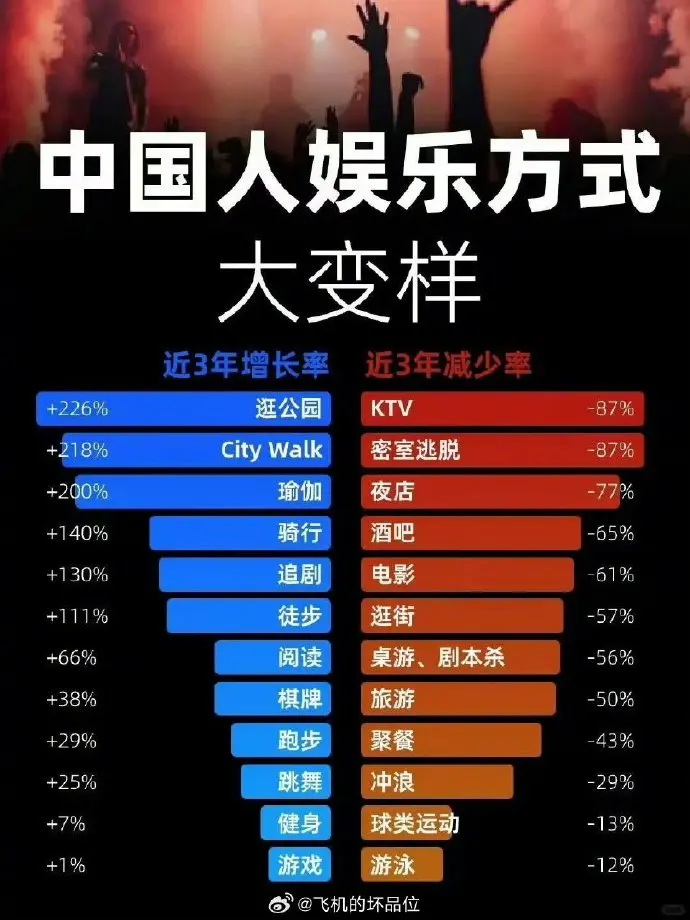 中国人娱乐方式
大变样
近3年增长率 近3年减少率
+226% 逛公园 KTV -87%
+218% City Walk 密室逃脱 -87%
+200% 瑜伽 夜店 -77%
+140% 骑行 酒吧 -65%
+130% 追剧 电影 -61%
+111% 徒步 逛街 -57%
+66% 阅读 桌游、剧本杀 -56%
+38% 棋牌 旅游 -50%
+29% 跑步 聚餐 -43%
+25% 跳舞 冲浪 -29%
+7% 健身 球类运动 -13%
+1% 游戏 游泳 -12%
@飞机的坏品位